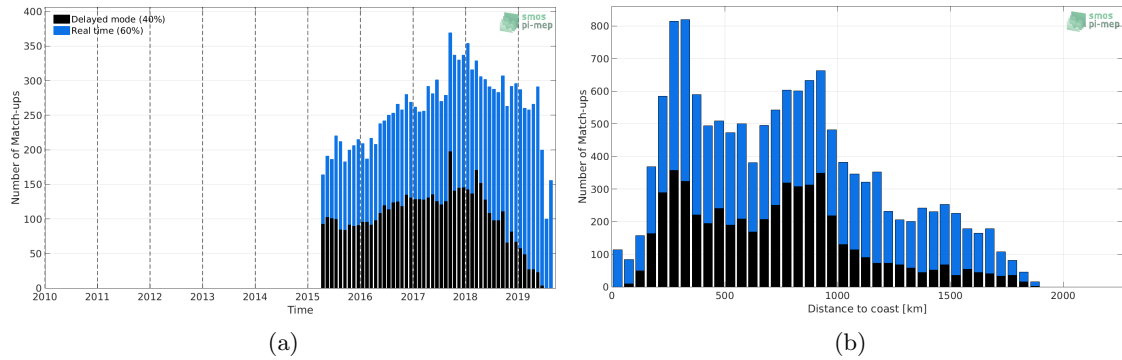 Delayed mode (40%)
Real time (60%)
smos
pi-mep
Number of Match-ups
400
350
300
250
200
150
100
50
0
2010 2011 2012 2013 2014 2015 2016 2017 2018 2019
Time
(a)
smos
pi-mep
Number of Match-ups
800
700
600
500
400
300
200
100
0
0 500 1000 1500 2000
Distance to coast [km]
(b)